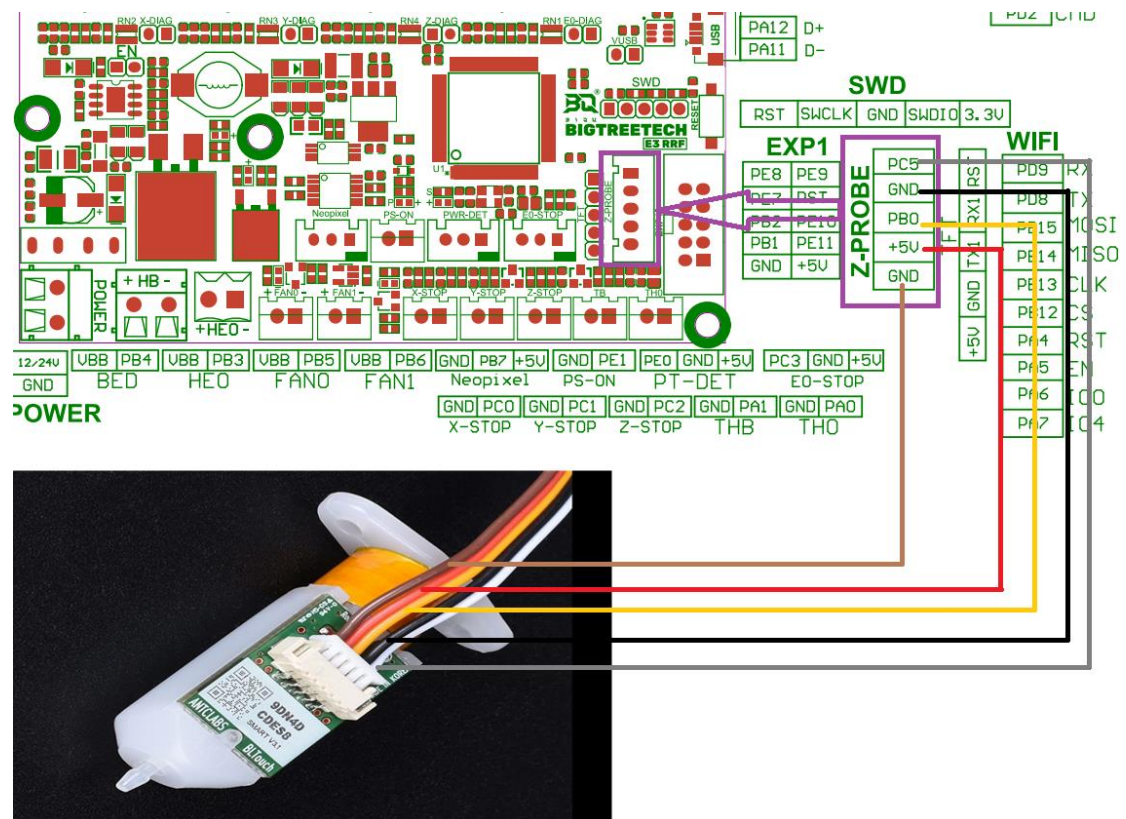 RN2 X-DIAG RN3 Y-DIAG RN4 Z-DIAG RN1 E0-DIAG
EN
VUSB
USB
PA12 D+
PA11 D-
PD2 CMD
SWD
RESET
BQ
BIGTREETECH
E3 RRF
U1
SWD
RST SWCLK GND SWDIO 3.3V
EXP1
PE8 PE9
PE7 RST
PB2 PE10
PB1 PE11
GND +5V
Z-PROBE
PC5
GND
PB0
+5V
GND
RST
RX1
TX1
GND
+5V
WIFI
PD9 RX
PD8 TX
PB15 MOSI
PB14 MISO
PB13 CLK
PB12 CS
PA4 RST
PA5 EN
PA6 IO0
PA7 IO4
Z-PROBE
Neopixel PS-ON PWR-DET E0-STOP
POWER
+ HB -
+HE0-
+ FAN0- + FAN1- X-STOP Y-STOP Z-STOP TB TH0
12/24V
GND
POWER
VBB PB4
BED
VBB PB3
HE0
VBB PB5
FAN0
VBB PB6
FAN1
GND PB7 +5V
Neopixel
GND PE1
PS-ON
PE0 GND +5V
PT-DET
PC3 GND +5V
E0-STOP
GND PC0
X-STOP
GND PC1
Y-STOP
GND PC2
Z-STOP
GND PA1
THB
GND PA0
TH0
9DN4D
CDES8
SMART V3.1
ANTCLABS
BLTouch